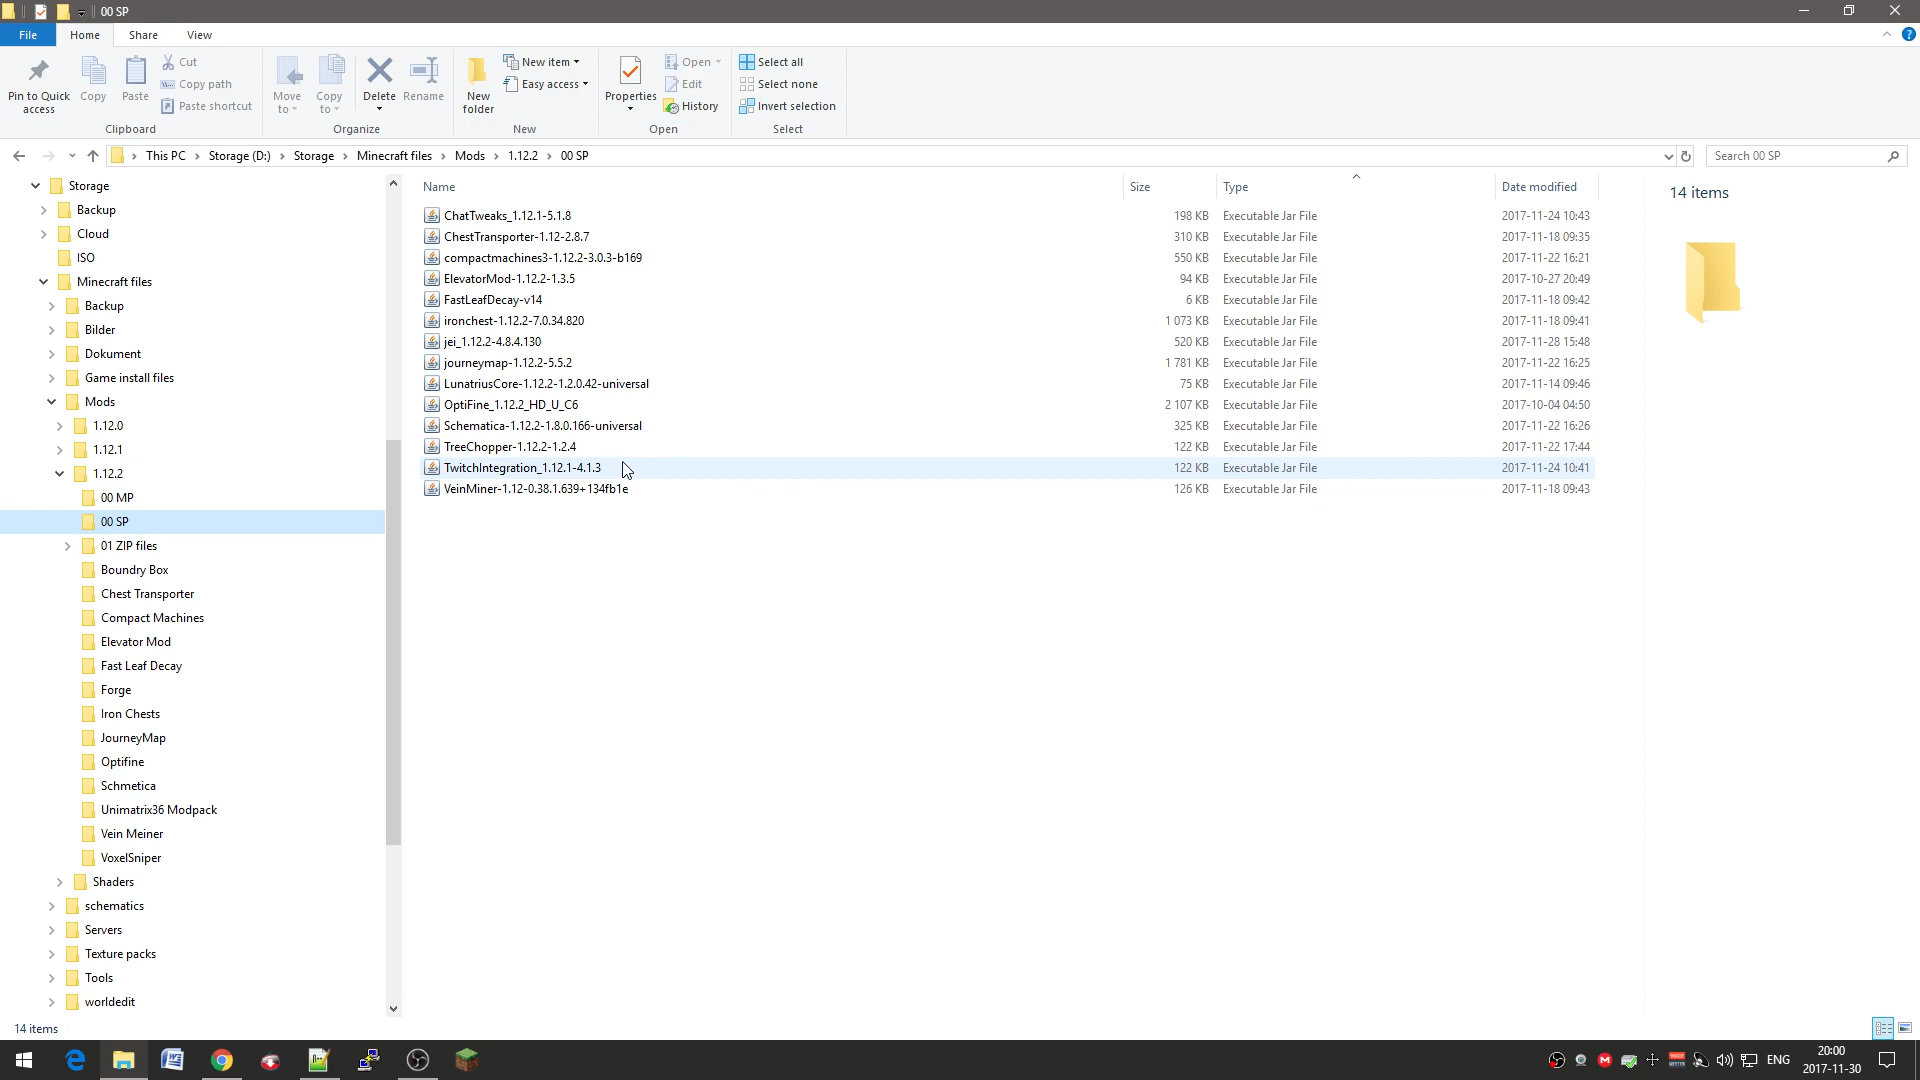 00 SP
File Home Share View
Pin to Quick access
Copy
Paste
Cut
Copy path
Paste shortcut
Clipboard
Move to
Copy to
Delete
Rename
Organize
New folder
New item
Easy access
New
Properties
Open
Edit
History
Open
Select all
Select none
Invert selection
Select
This PC Storage (D:) Storage Minecraft files Mods 1.12.2 00 SP
Search 00 SP
Storage
Backup
Cloud
ISO
Minecraft files
Backup
Bilder
Dokument
Game install files
Mods
1.12.0
1.12.1
1.12.2
00 MP
00 SP
01 ZIP files
Boundry Box
Chest Transporter
Compact Machines
Elevator Mod
Fast Leaf Decay
Forge
Iron Chests
JourneyMap
Optifine
Schmetica
Unimatrix36 Modpack
Vein Meiner
VoxelSniper
Shaders
schematics
Servers
Texture packs
Tools
worldedit
Name Size Type Date modified
ChatTweaks_1.12.1-5.1.8 198 KB Executable Jar File 2017-11-24 10:43
ChestTransporter-1.12-2.8.7 310 KB Executable Jar File 2017-11-18 09:35
compactmachines3-1.12.2-3.0.3-b169 550 KB Executable Jar File 2017-11-22 16:21
ElevatorMod-1.12.2-1.3.5 94 KB Executable Jar File 2017-10-27 20:49
FastLeafDecay-v14 6 KB Executable Jar File 2017-11-18 09:42
ironchest-1.12.2-7.0.34.820 1 073 KB Executable Jar File 2017-11-18 09:41
jei_1.12.2-4.8.4.130 520 KB Executable Jar File 2017-11-28 15:48
journeymap-1.12.2-5.5.2 1 781 KB Executable Jar File 2017-11-22 16:25
LunatriusCore-1.12.2-1.2.0.42-universal 75 KB Executable Jar File 2017-11-14 09:46
OptiFine_1.12.2_HD_U_C6 2 107 KB Executable Jar File 2017-10-04 04:50
Schematica-1.12.2-1.8.0.166-universal 325 KB Executable Jar File 2017-11-22 16:26
TreeChopper-1.12.2-1.2.4 122 KB Executable Jar File 2017-11-22 17:44
TwitchIntegration_1.12.1-4.1.3 122 KB Executable Jar File 2017-11-24 10:41
VeinMiner-1.12-0.38.1.639+134fb1e 126 KB Executable Jar File 2017-11-18 09:43
14 items
14 items
ENG
20:00
2017-11-30